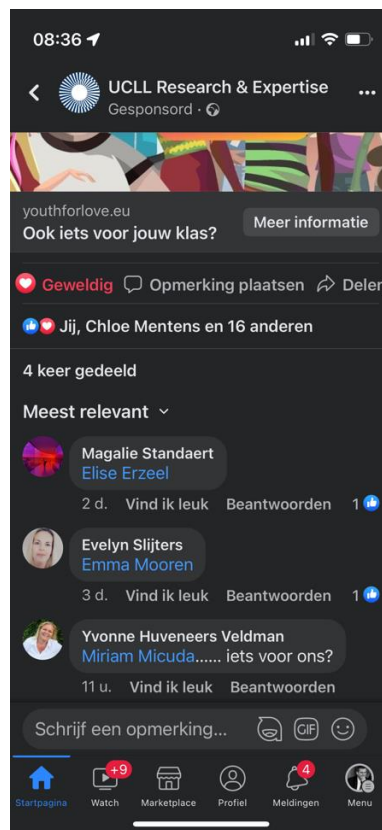 08:36
UCLL Research & Expertise
Gesponsord ·
youthforlove.eu
Ook iets voor jouw klas?
Meer informatie
Geweldig Opmerking plaatsen Deler
Jij, Chloe Mentens en 16 anderen
4 keer gedeeld
Meest relevant
Magalie Standaert
Elise Erzeel
2 d. Vind ik leuk Beantwoorden 1
Evelyn Slijters
Emma Mooren
3 d. Vind ik leuk Beantwoorden 1
Yvonne Huveneers Veldman
Miriam Micuda...... iets voor ons?
11 u. Vind ik leuk Beantwoorden
Schrijf een opmerking... GIF
+9 4
Startpagina Watch Marketplace Profiel Meldingen Menu